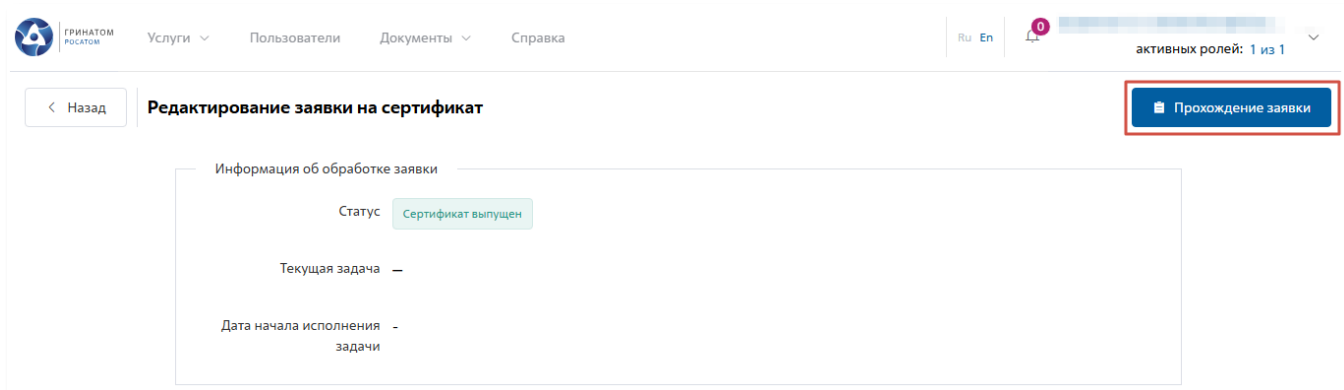 ГРИНАТОМ
РОСАТОМ
Услуги
Пользователи
Документы
Справка
Ru En
0
активных ролей: 1 из 1
Назад
Редактирование заявки на сертификат
Прохождение заявки
Информация об обработке заявки
Статус
Сертификат выпущен
Текущая задача —
Дата начала исполнения -
задачи